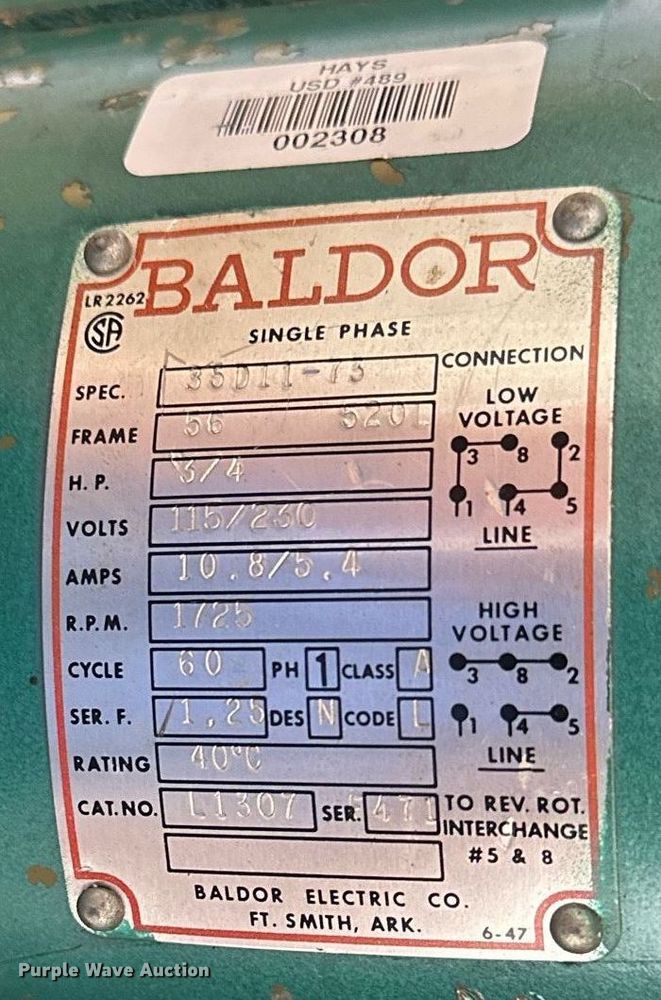 HAYS
USD #489
002308
BALDOR
LR 2262
SA
SINGLE PHASE
SPEC. 35D11-75
FRAME 56 520L
H. P. 3/4
VOLTS 115/230
AMPS 10.8/5.4
R.P.M. 1725
CYCLE 60 PH 1 CLASS A
SER. F. 1.25 DES N CODE L
RATING 40°C
CAT.NO. L1307 SER. 471
CONNECTION
LOW
VOLTAGE
3 8 2
1 4 5
LINE
HIGH
VOLTAGE
3 8 2
1 4 5
LINE
TO REV. ROT.
INTERCHANGE
#5 & 8
BALDOR ELECTRIC CO.
FT. SMITH, ARK.
6-47
Purple Wave Auction